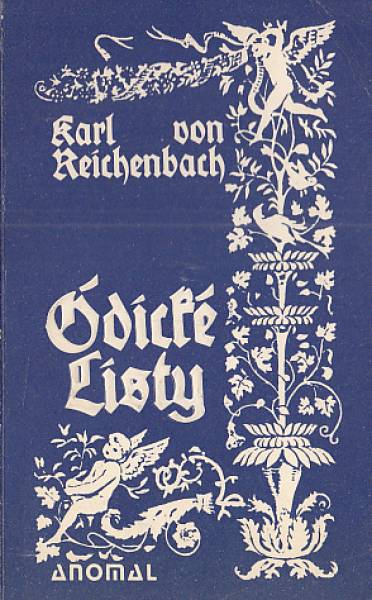 Karl von
Reichenbach
Ódické
Listy
ANOMAL